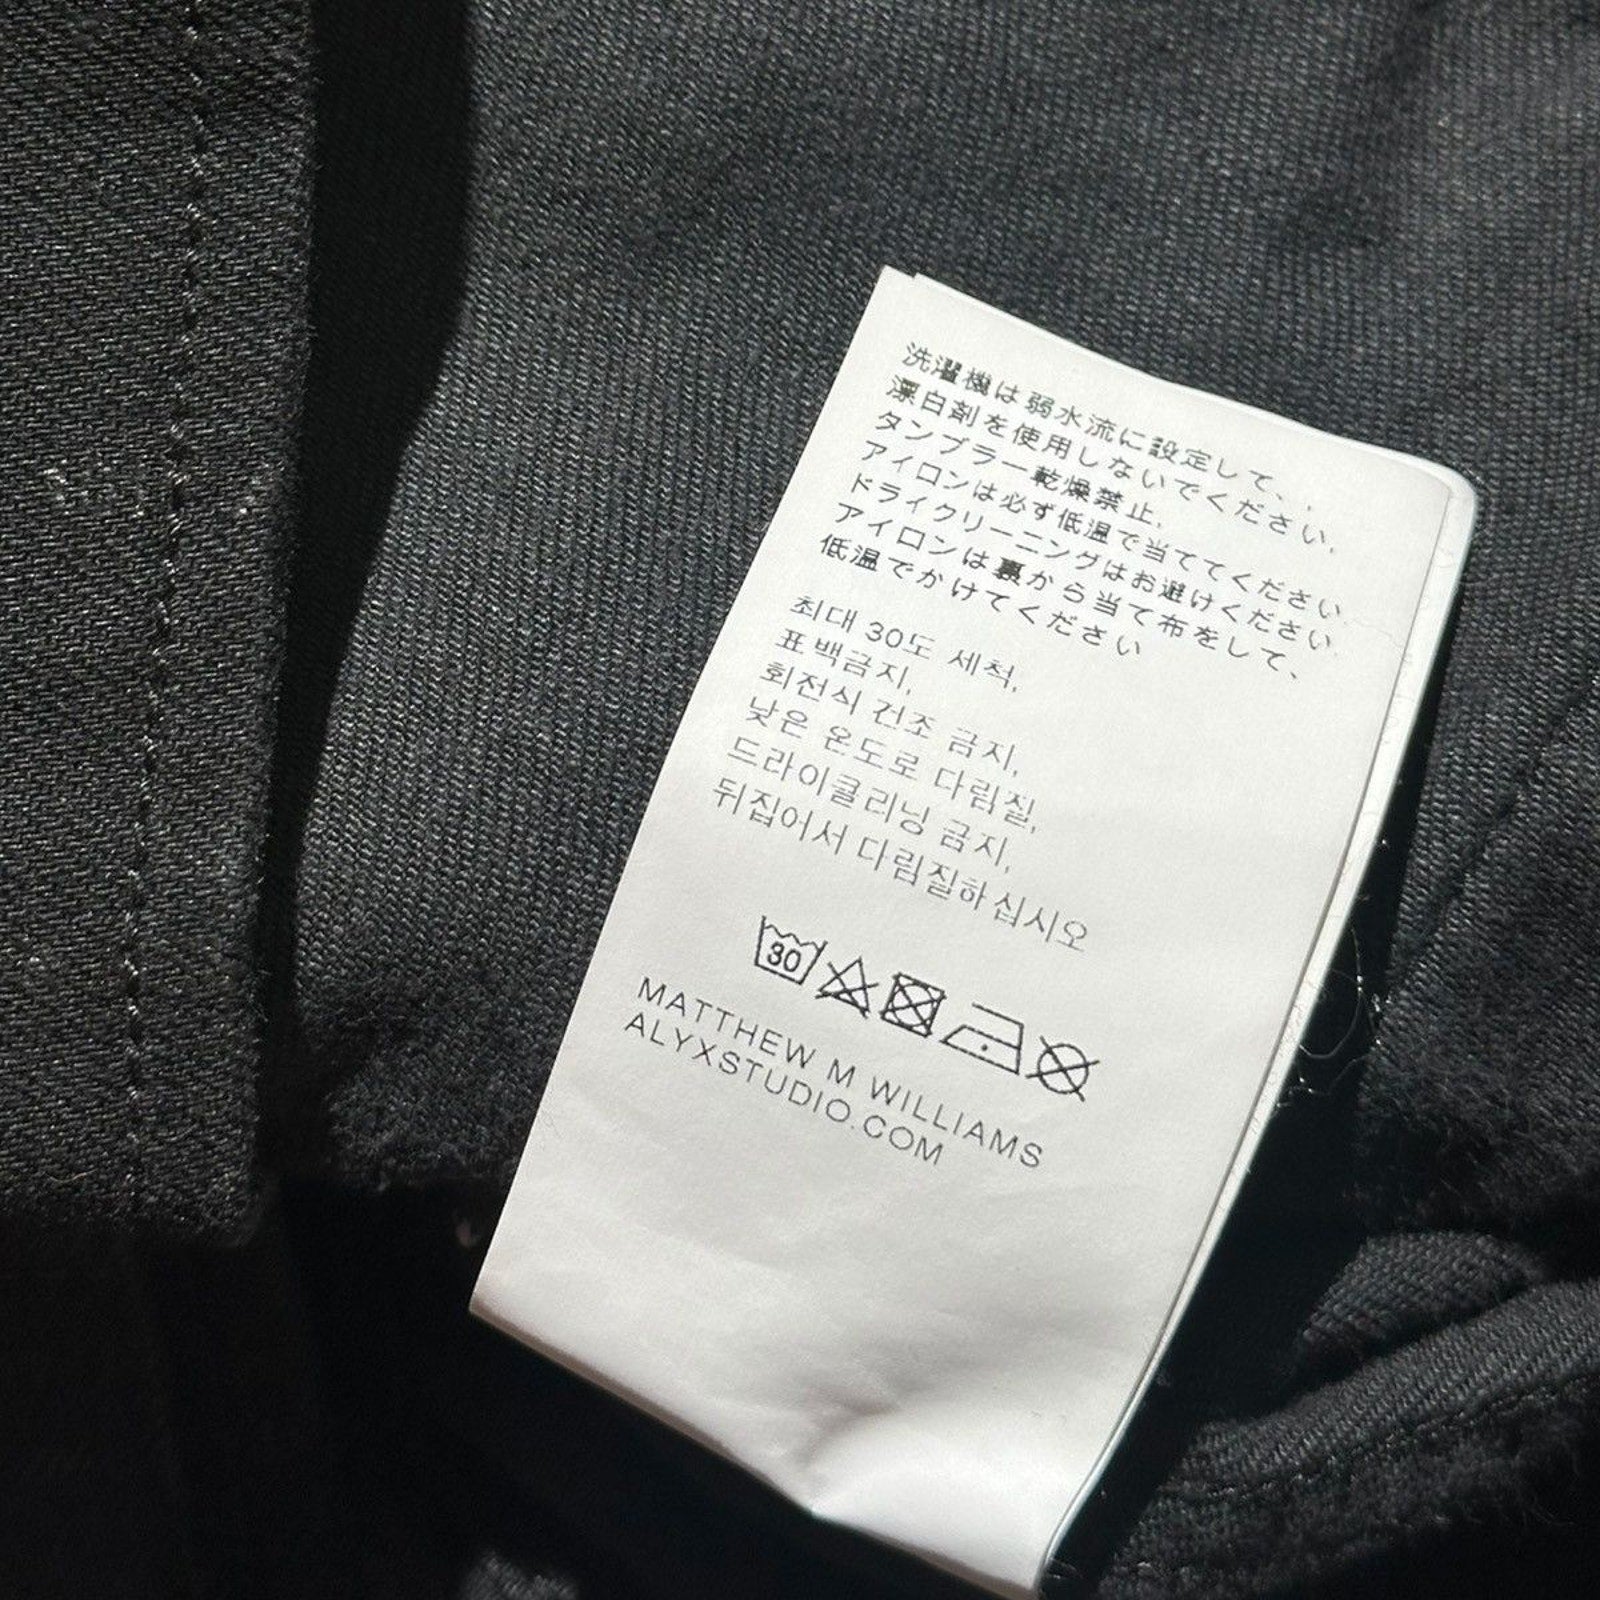 洗濯機は弱水流に設定して、
漂白剤を使用しないでください.
タンブラー乾燥禁止.
アイロンは必ず低温で当ててください.
ドライクリーニングはお避けください.
アイロンは裏から当て布をして、
低温でかけてください
최대 30도 세척,
표백금지,
회전식 건조 금지,
낮은 온도로 다림질,
드라이클리닝 금지,
뒤집어서 다림질하십시오
30
MATTHEW M WILLIAMS
ALYXSTUDIO.COM